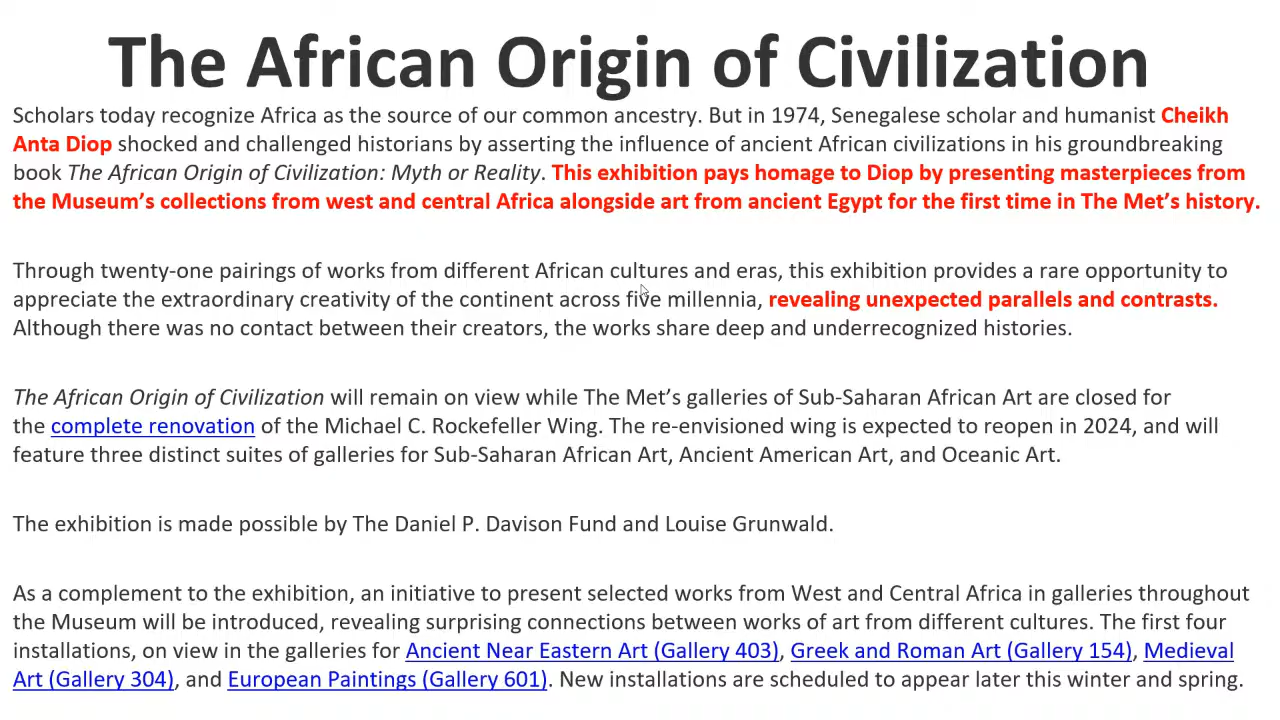 The African Origin of Civilization
Scholars today recognize Africa as the source of our common ancestry. But in 1974, Senegalese scholar and humanist Cheikh
Anta Diop shocked and challenged historians by asserting the influence of ancient African civilizations in his groundbreaking
book The African Origin of Civilization: Myth or Reality. This exhibition pays homage to Diop by presenting masterpieces from
the Museum’s collections from west and central Africa alongside art from ancient Egypt for the first time in The Met’s history.
Through twenty-one pairings of works from different African cultures and eras, this exhibition provides a rare opportunity to
appreciate the extraordinary creativity of the continent across five millennia, revealing unexpected parallels and contrasts.
Although there was no contact between their creators, the works share deep and underrecognized histories.
The African Origin of Civilization will remain on view while The Met’s galleries of Sub-Saharan African Art are closed for
the complete renovation of the Michael C. Rockefeller Wing. The re-envisioned wing is expected to reopen in 2024, and will
feature three distinct suites of galleries for Sub-Saharan African Art, Ancient American Art, and Oceanic Art.
The exhibition is made possible by The Daniel P. Davison Fund and Louise Grunwald.
As a complement to the exhibition, an initiative to present selected works from West and Central Africa in galleries throughout
the Museum will be introduced, revealing surprising connections between works of art from different cultures. The first four
installations, on view in the galleries for Ancient Near Eastern Art (Gallery 403), Greek and Roman Art (Gallery 154), Medieval
Art (Gallery 304), and European Paintings (Gallery 601). New installations are scheduled to appear later this winter and spring.